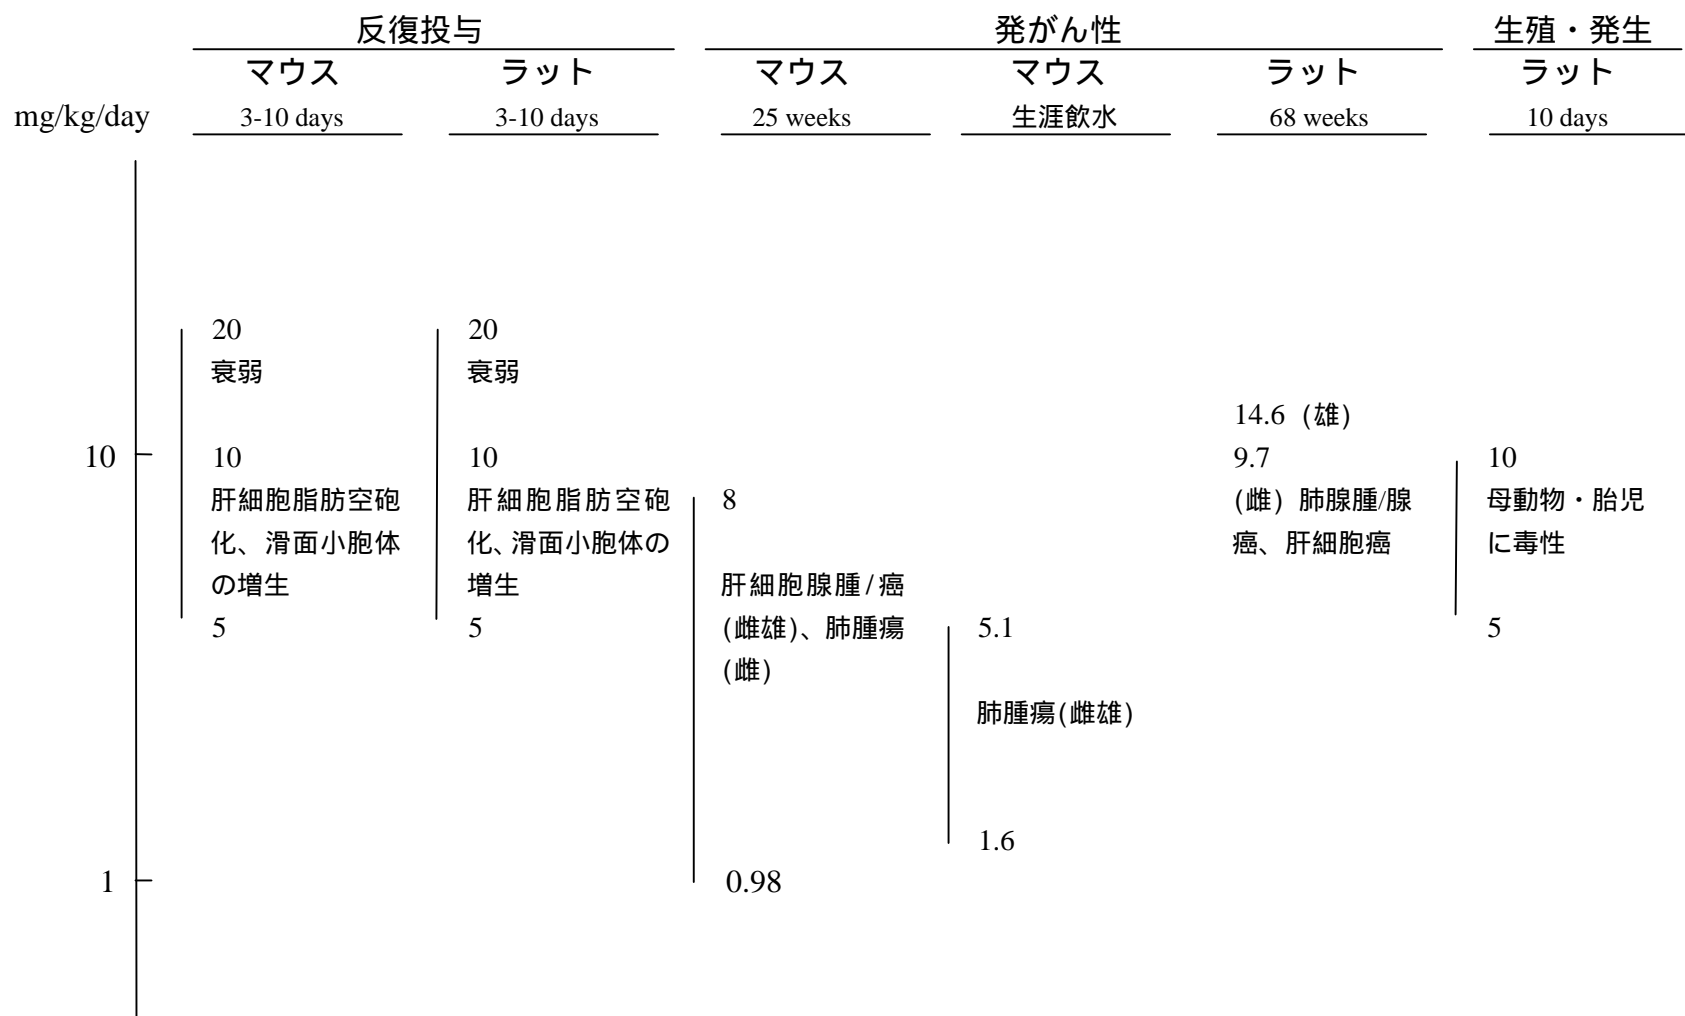 反復投与
発がん性
生殖・発生
マウス
ラット
マウス
マウス
ラット
ラット
mg/kg/day
3-10 days
3-10 days
25 weeks
生涯飲水
68 weeks
10 days
20
衰弱
10
肝細胞脂肪空砲
化、滑面小胞体
の増生
5
20
衰弱
10
肝細胞脂肪空砲
化、滑面小胞体の
増生
5
8
肝細胞腺腫/癌
(雌雄)、肺腫瘍
(雌)
0.98
5.1
肺腫瘍(雌雄)
1.6
14.6 (雄)
9.7
(雌) 肺腺腫/腺
癌、肝細胞癌
10
母動物・胎児
に毒性
5
10
1